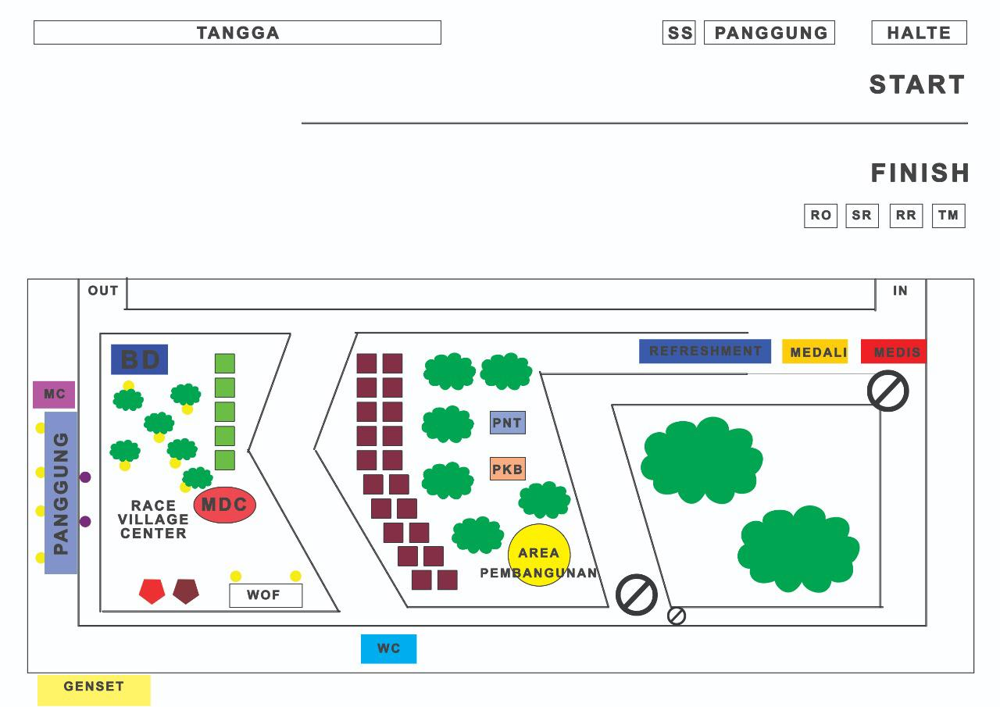 TANGGA
SS
PANGGUNG
HALTE
START
FINISH
RO
SR
RR
TM
OUT
IN
BD
REFRESHMENT
MEDALI
MEDIS
MC
PANGGUNG
PNT
PKB
RACE
VILLAGE
CENTER
MDC
AREA
PEMBANGUNAN
WOF
WC
GENSET